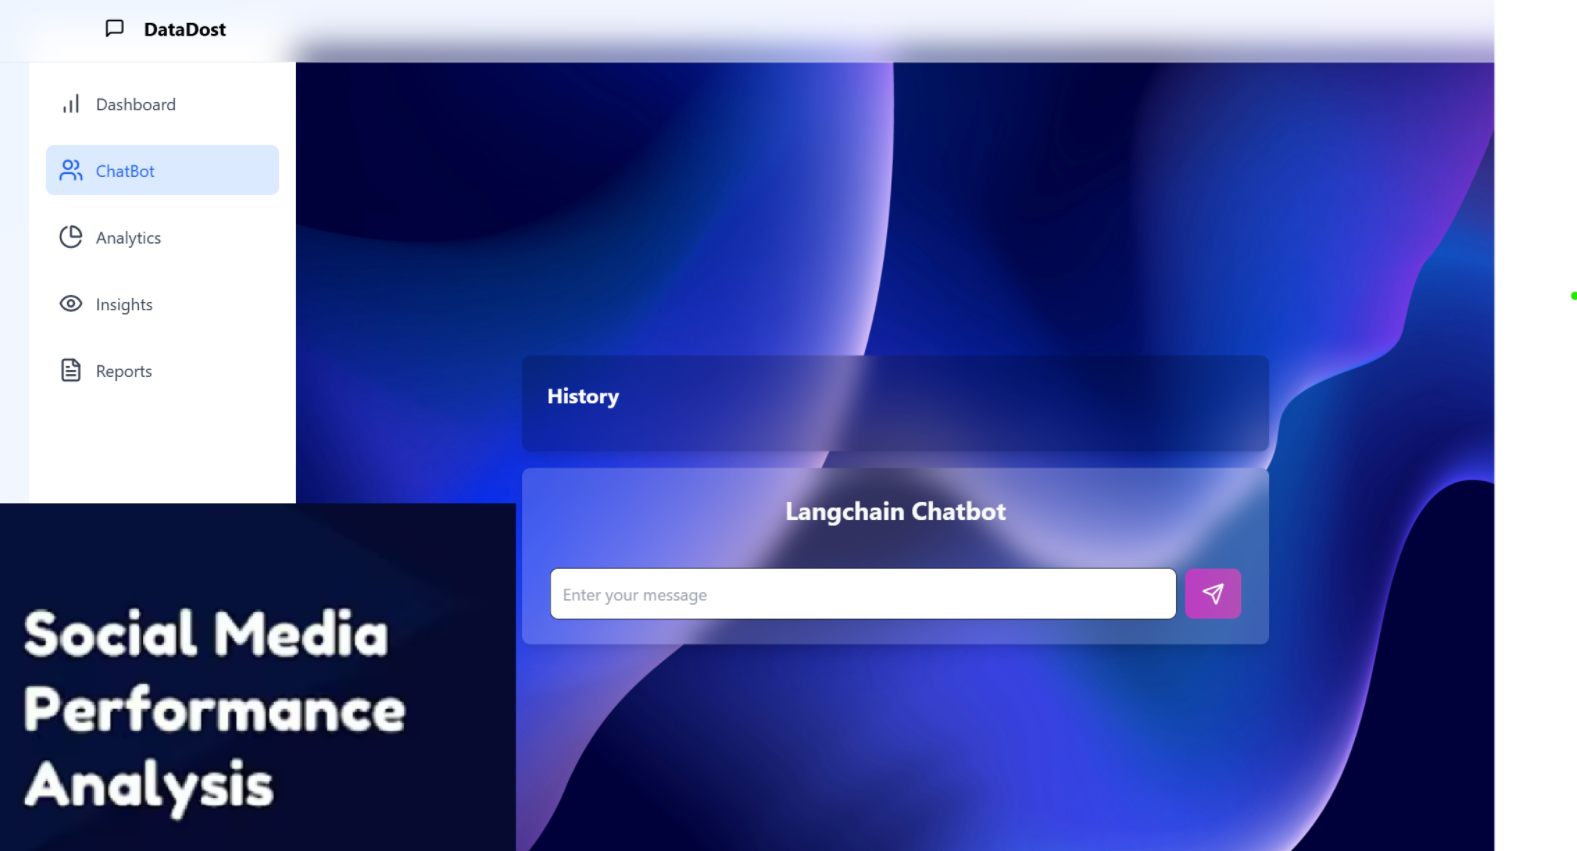 DataDost
Dashboard
ChatBot
Analytics
Insights
Reports
History
Langchain Chatbot
Enter your message
Social Media
Performance
Analysis